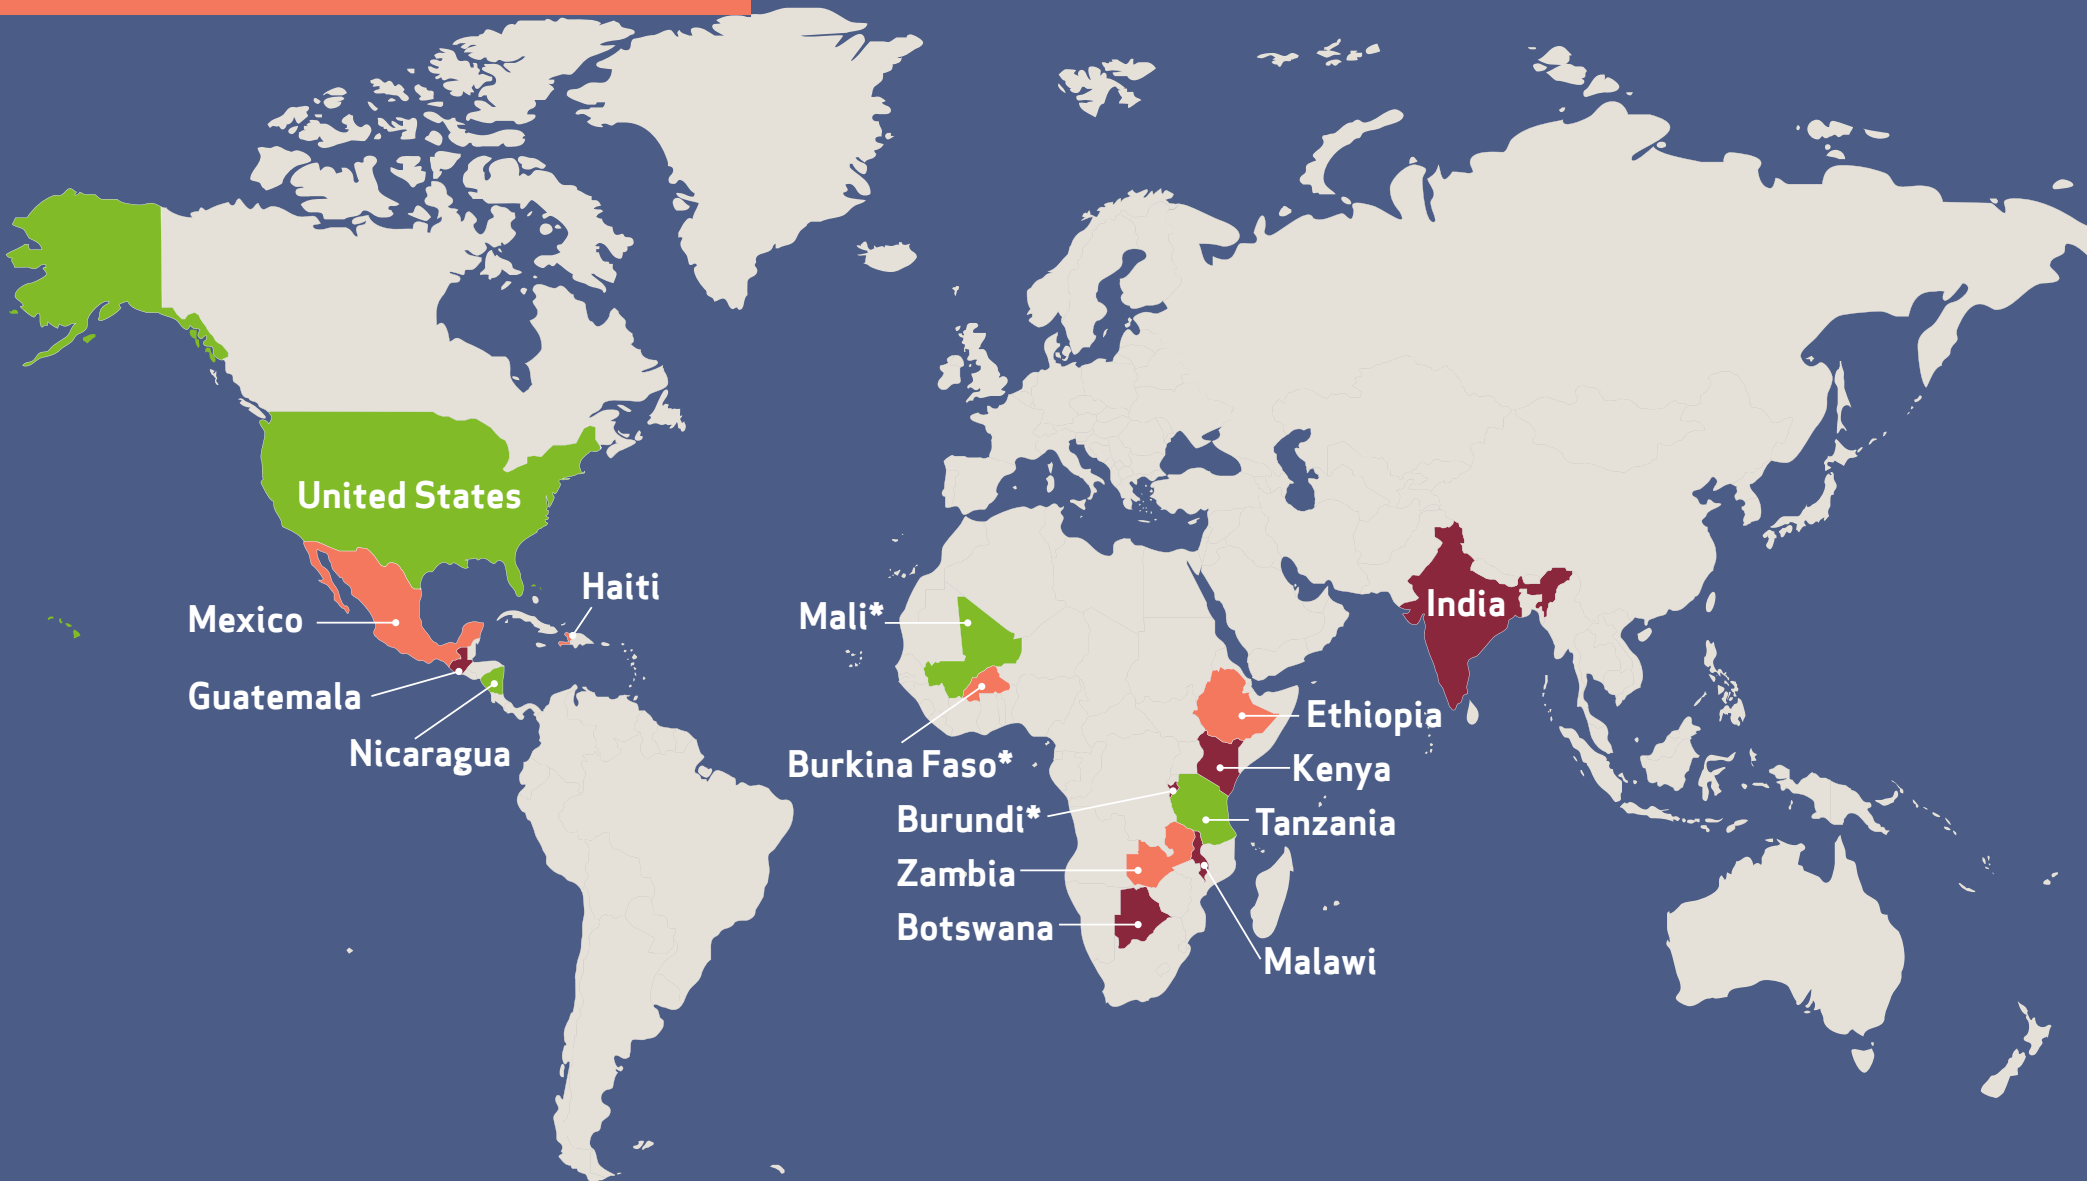 United States
Haiti
Mexico
Guatemala
Nicaragua
Mali*
Burkina Faso*
Burundi*
Zambia
Botswana
India
Ethiopia
Kenya
Tanzania
Malawi